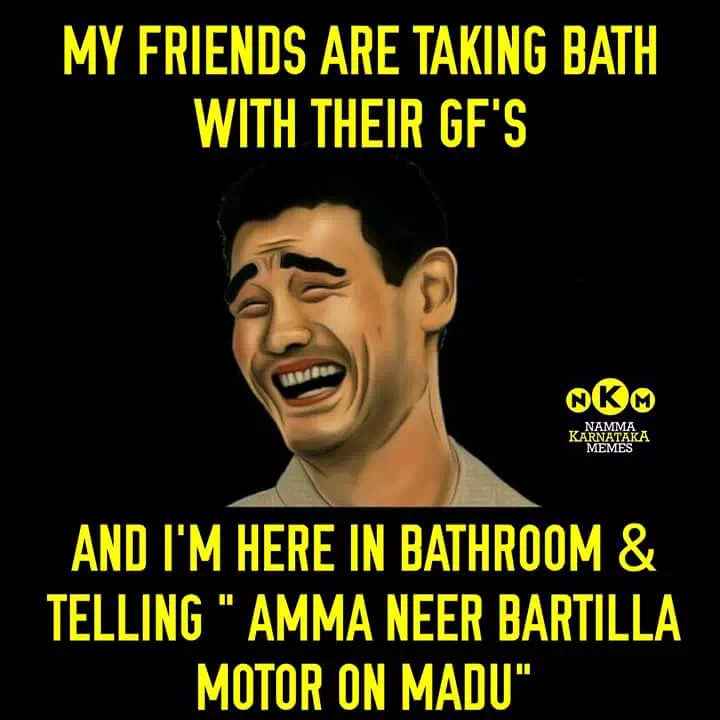 MY FRIENDS ARE TAKING BATH
WITH THEIR GF'S
N K M
NAMMA
KARNATAKA
MEMES
AND I'M HERE IN BATHROOM &
TELLING " AMMA NEER BARTILLA
MOTOR ON MADU"